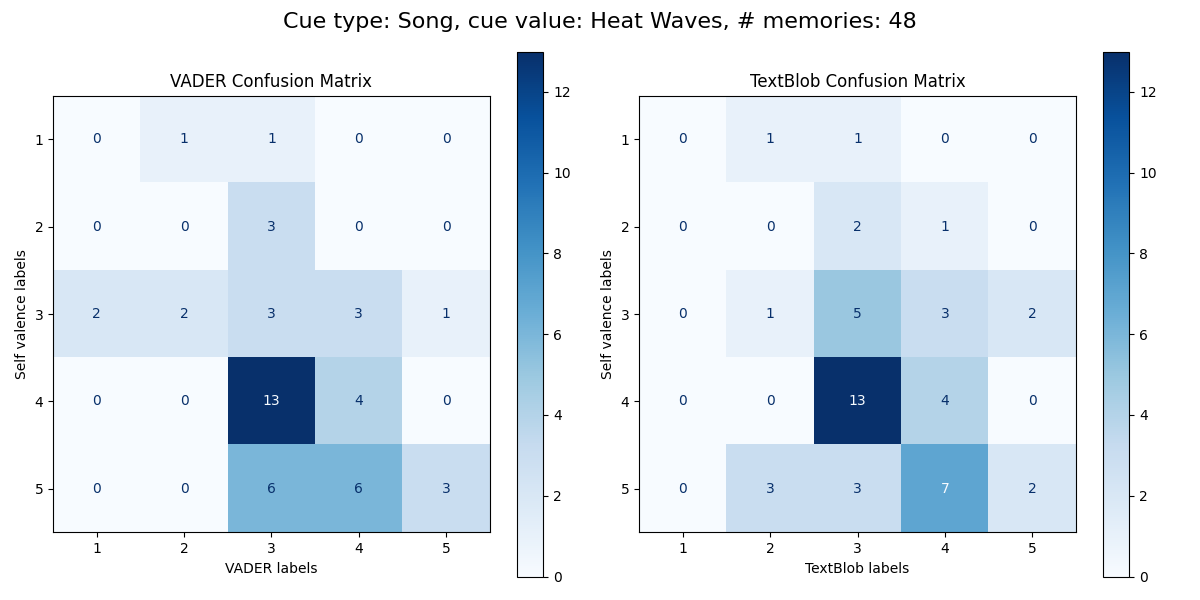 Cue type: Song, cue value: Heat Waves, # memories: 48
VADER Confusion Matrix
Self valence labels
1 0 1 1 0 0
2 0 0 3 0 0
3 2 2 3 3 1
4 0 0 13 4 0
5 0 0 6 6 3
1 2 3 4 5
VADER labels
12
10
8
6
4
2
0
TextBlob Confusion Matrix
Self valence labels
1 0 1 1 0 0
2 0 0 2 1 0
3 0 1 5 3 2
4 0 0 13 4 0
5 0 3 3 7 2
1 2 3 4 5
TextBlob labels
12
10
8
6
4
2
0